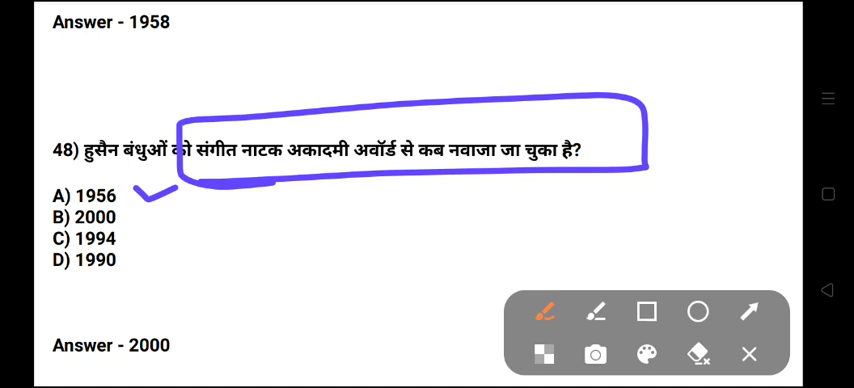 Answer - 1958
48) हुसैन बंधुओं को संगीत नाटक अकादमी अवॉर्ड से कब नवाजा जा चुका है?
A) 1956
B) 2000
C) 1994
D) 1990
Answer - 2000